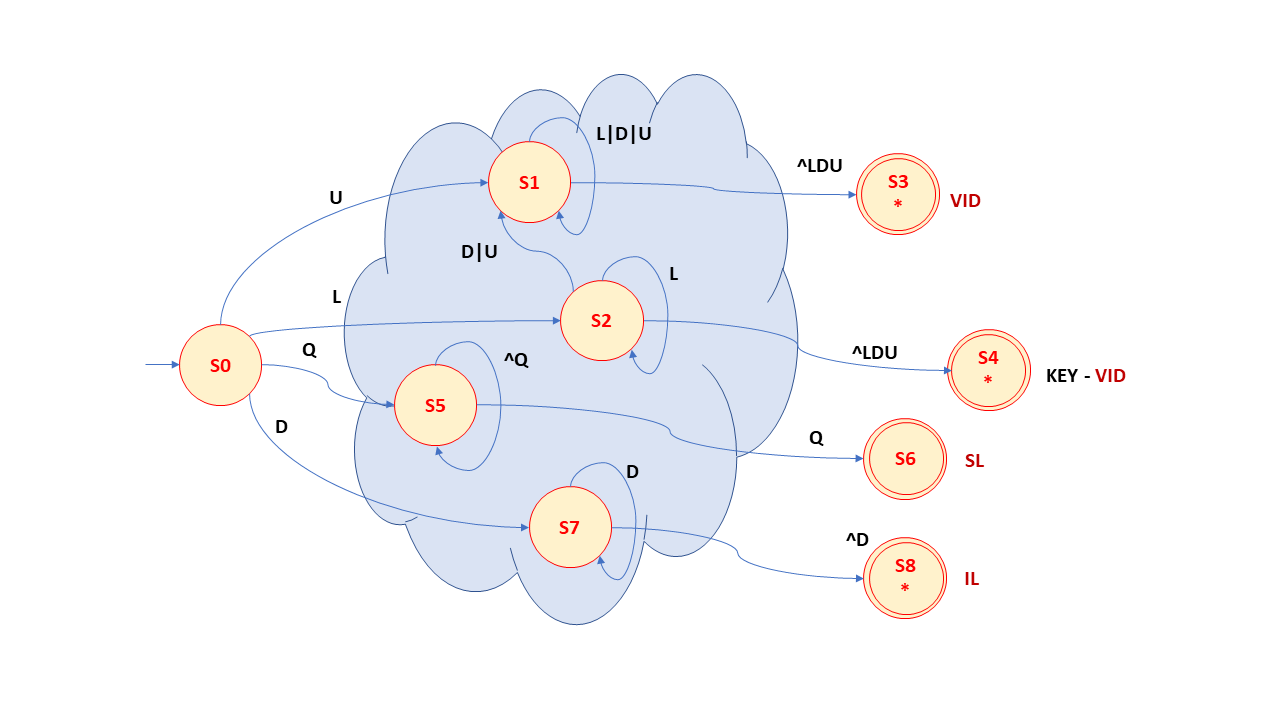 L|D|U
S1
^LDU
S3
*
VID
U
D|U
L
L
S2
^LDU
S4
*
KEY - VID
S0
Q
^Q
S5
D
Q
S6
SL
D
S7
^D
S8
*
IL